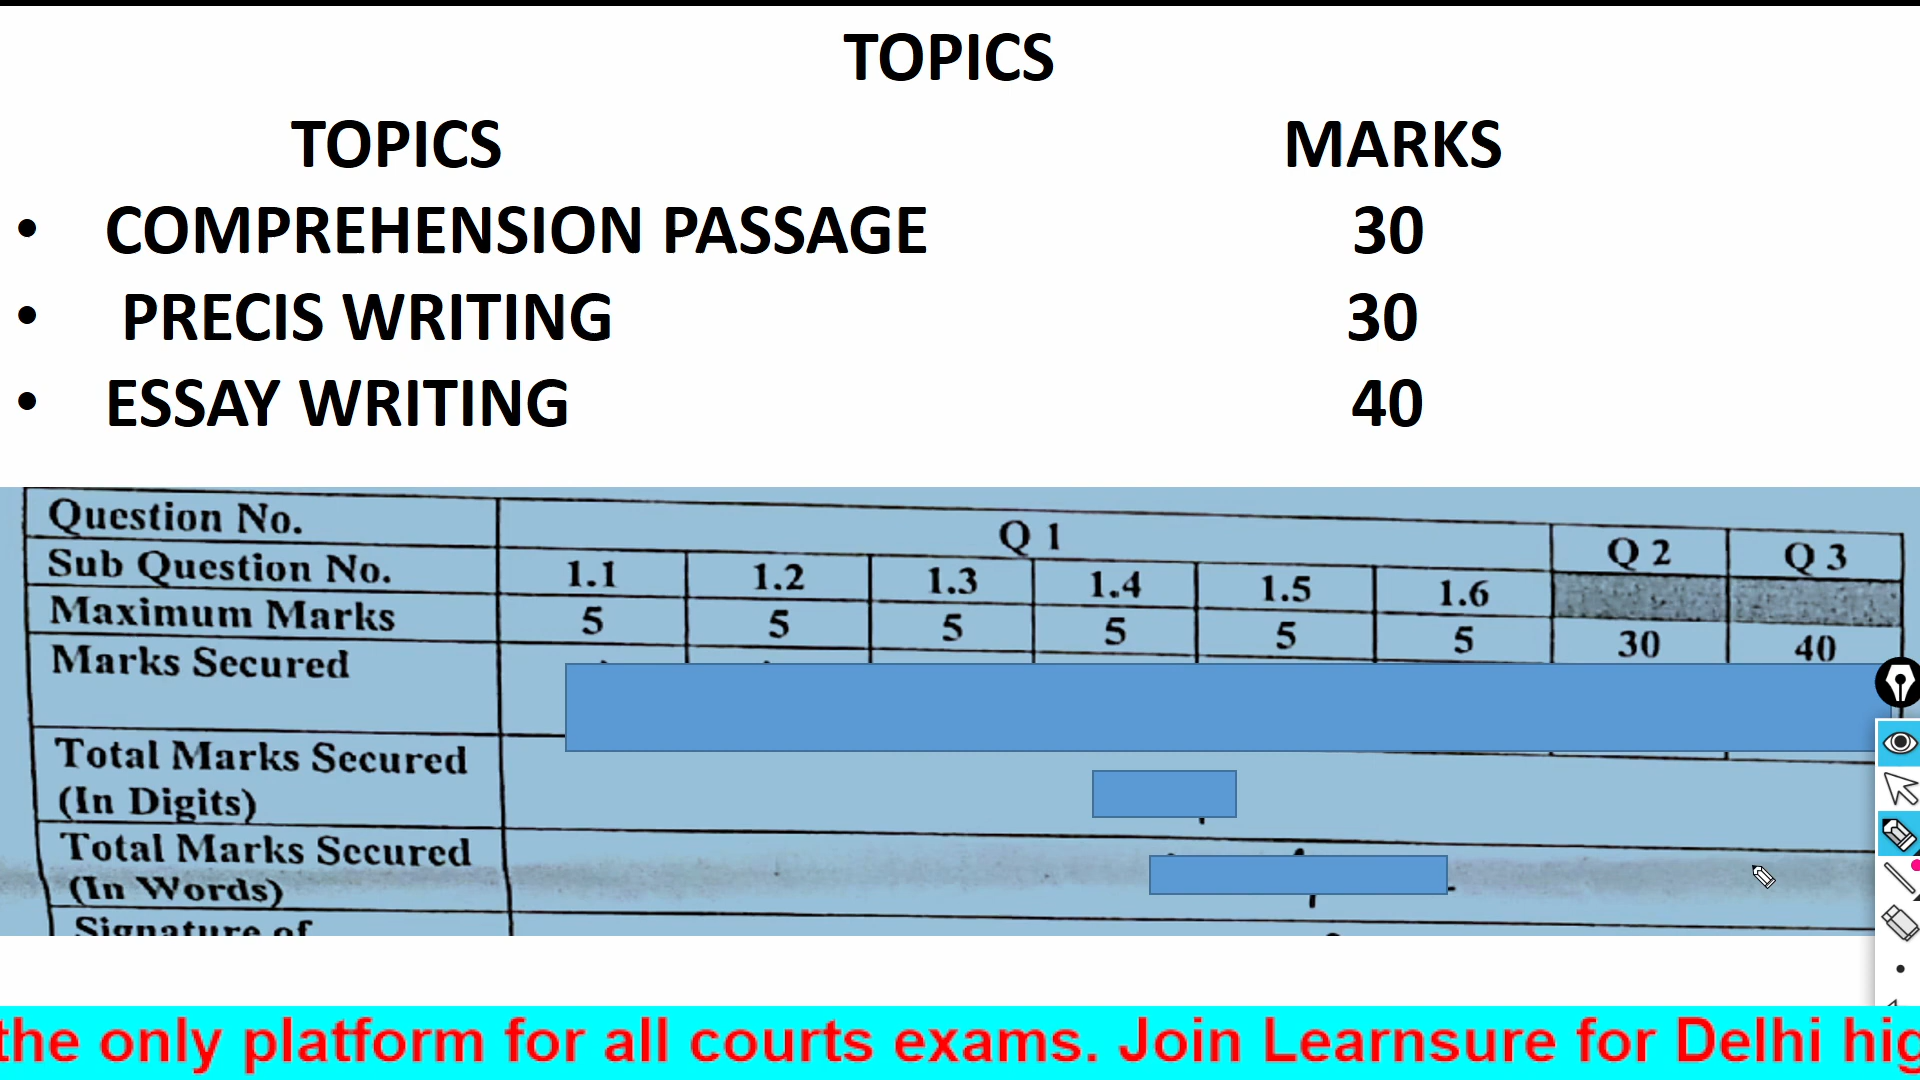 TOPICS
TOPICS MARKS
• COMPREHENSION PASSAGE 30
• PRECIS WRITING 30
• ESSAY WRITING 40
Question No. Q 1 Q 2 Q 3
Sub Question No. 1.1 1.2 1.3 1.4 1.5 1.6
Maximum Marks 5 5 5 5 5 5 30 40
Marks Secured
Total Marks Secured
(In Digits)
Total Marks Secured
(In Words)
Signature of
the only platform for all courts exams. Join Learnsure for Delhi hig